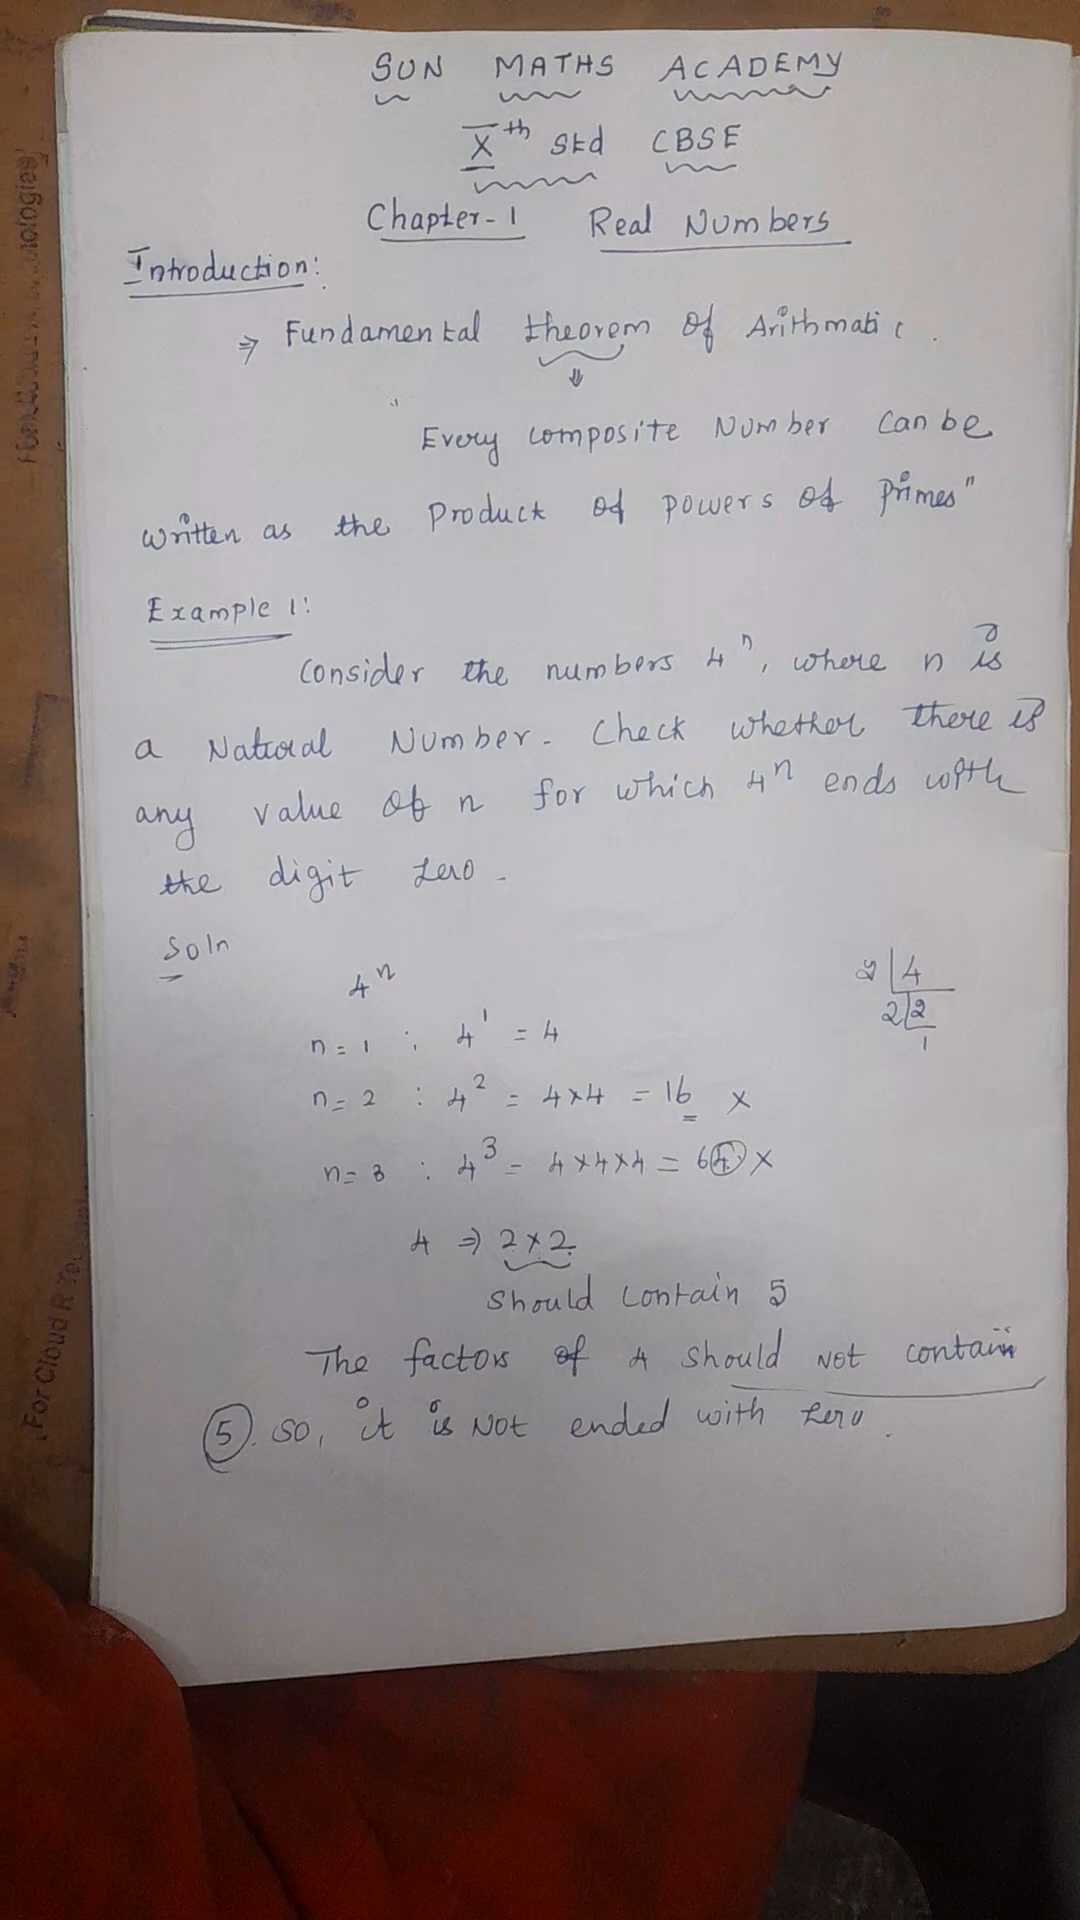 SUN MATHS ACADEMY
Xth Std CBSE
Chapter-1 Real Numbers
Introduction:
⇒ Fundamental theorem of Arithmatic.
⇓
"Every composite Number can be
written as the product of powers of primes"
Example 1:
Consider the numbers 4ⁿ, where n is
a Natural Number. Check whether there is
any value of n for which 4ⁿ ends with
the digit zero.
Soln
4ⁿ
2 | 4
2 | 2
1
n = 1 : 4¹ = 4
n = 2 : 4² = 4×4 = 16 ×
n = 3 : 4³ = 4×4×4 = 64 ×
4 ⇒ 2×2
Should contain 5
The factors of 4 should not contain
5. so, it is Not ended with zero.
[For Cloud R